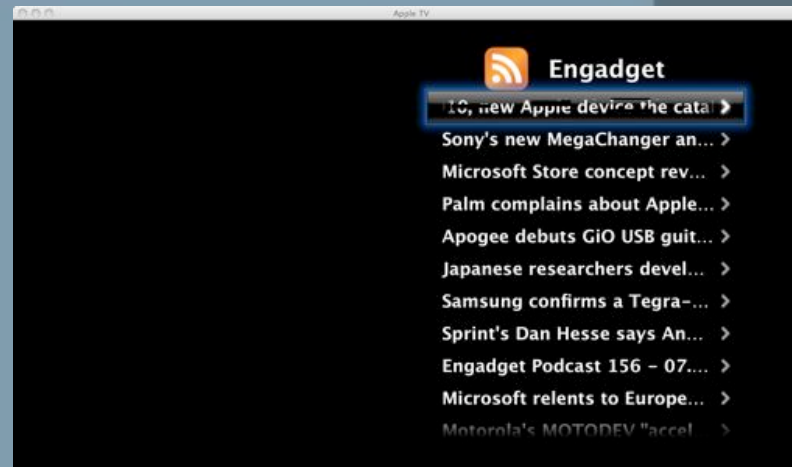 Apple TV
Engadget
10, new Apple device the cata
Sony's new MegaChanger an...
Microsoft Store concept rev...
Palm complains about Apple...
Apogee debuts GiO USB guit...
Japanese researchers devel...
Samsung confirms a Tegra-...
Sprint's Dan Hesse says An...
Engadget Podcast 156 - 07....
Microsoft relents to Europe...
Motorola's MOTODEV "accel